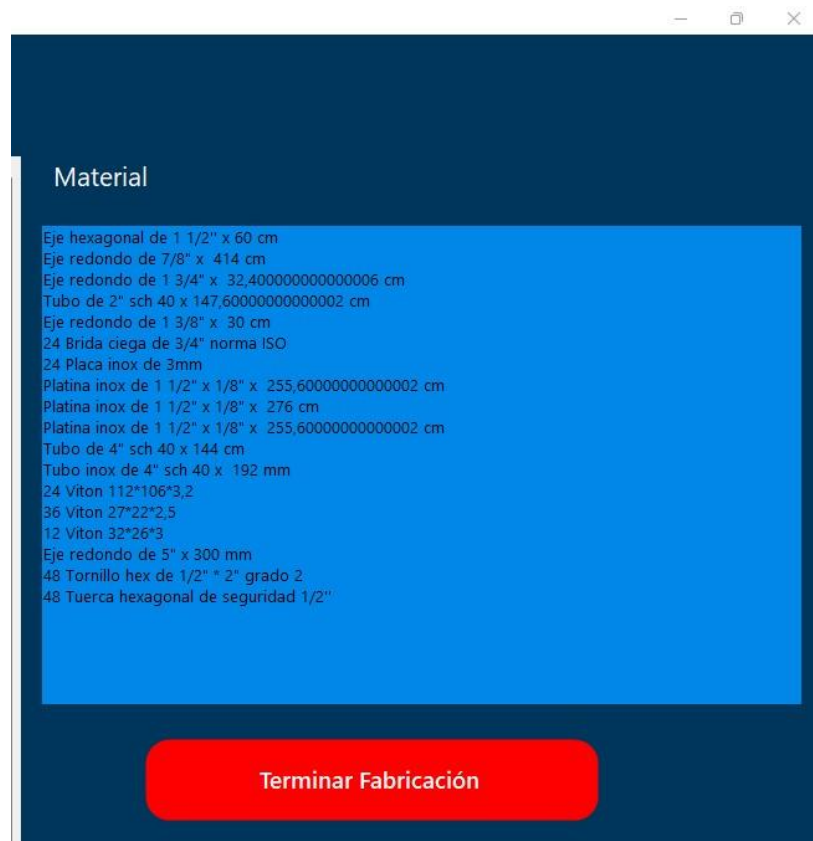 Material
Eje hexagonal de 1 1/2'' x 60 cm
Eje redondo de 7/8" x  414 cm
Eje redondo de 1 3/4" x  32,400000000000006 cm
Tubo de 2" sch 40 x 147,60000000000002 cm
Eje redondo de 1 3/8" x  30 cm
24 Brida ciega de 3/4" norma ISO
24 Placa inox de 3mm
Platina inox de 1 1/2" x 1/8" x  255,60000000000002 cm
Platina inox de 1 1/2" x 1/8" x  276 cm
Platina inox de 1 1/2" x 1/8" x  255,60000000000002 cm
Tubo de 4" sch 40 x 144 cm
Tubo inox de 4" sch 40 x  192 mm
24 Viton 112*106*3,2
36 Viton 27*22*2,5
12 Viton 32*26*3
Eje redondo de 5" x 300 mm
48 Tornillo hex de 1/2" * 2" grado 2
48 Tuerca hexagonal de seguridad 1/2''
Terminar Fabricación